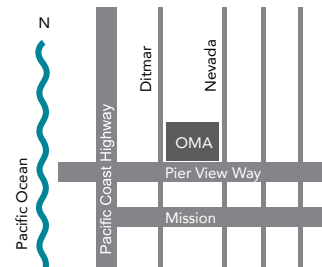 N
Ditmar
Nevada
OMA
Pacific Coast Highway
Pacific Ocean
Pier View Way
Mission